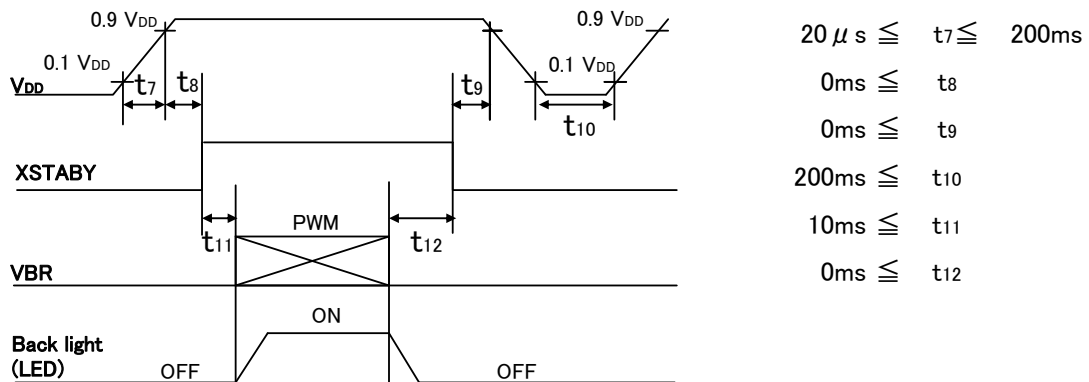 0.9 VDD
0.9 VDD
0.1 VDD
0.1 VDD
VDD
t7
t8
t9
t10
XSTABY
PWM
t11
t12
VBR
ON
Back light
(LED)
OFF
OFF
20 μ s ≦ t7 ≦ 200ms
0ms ≦ t8
0ms ≦ t9
200ms ≦ t10
10ms ≦ t11
0ms ≦ t12